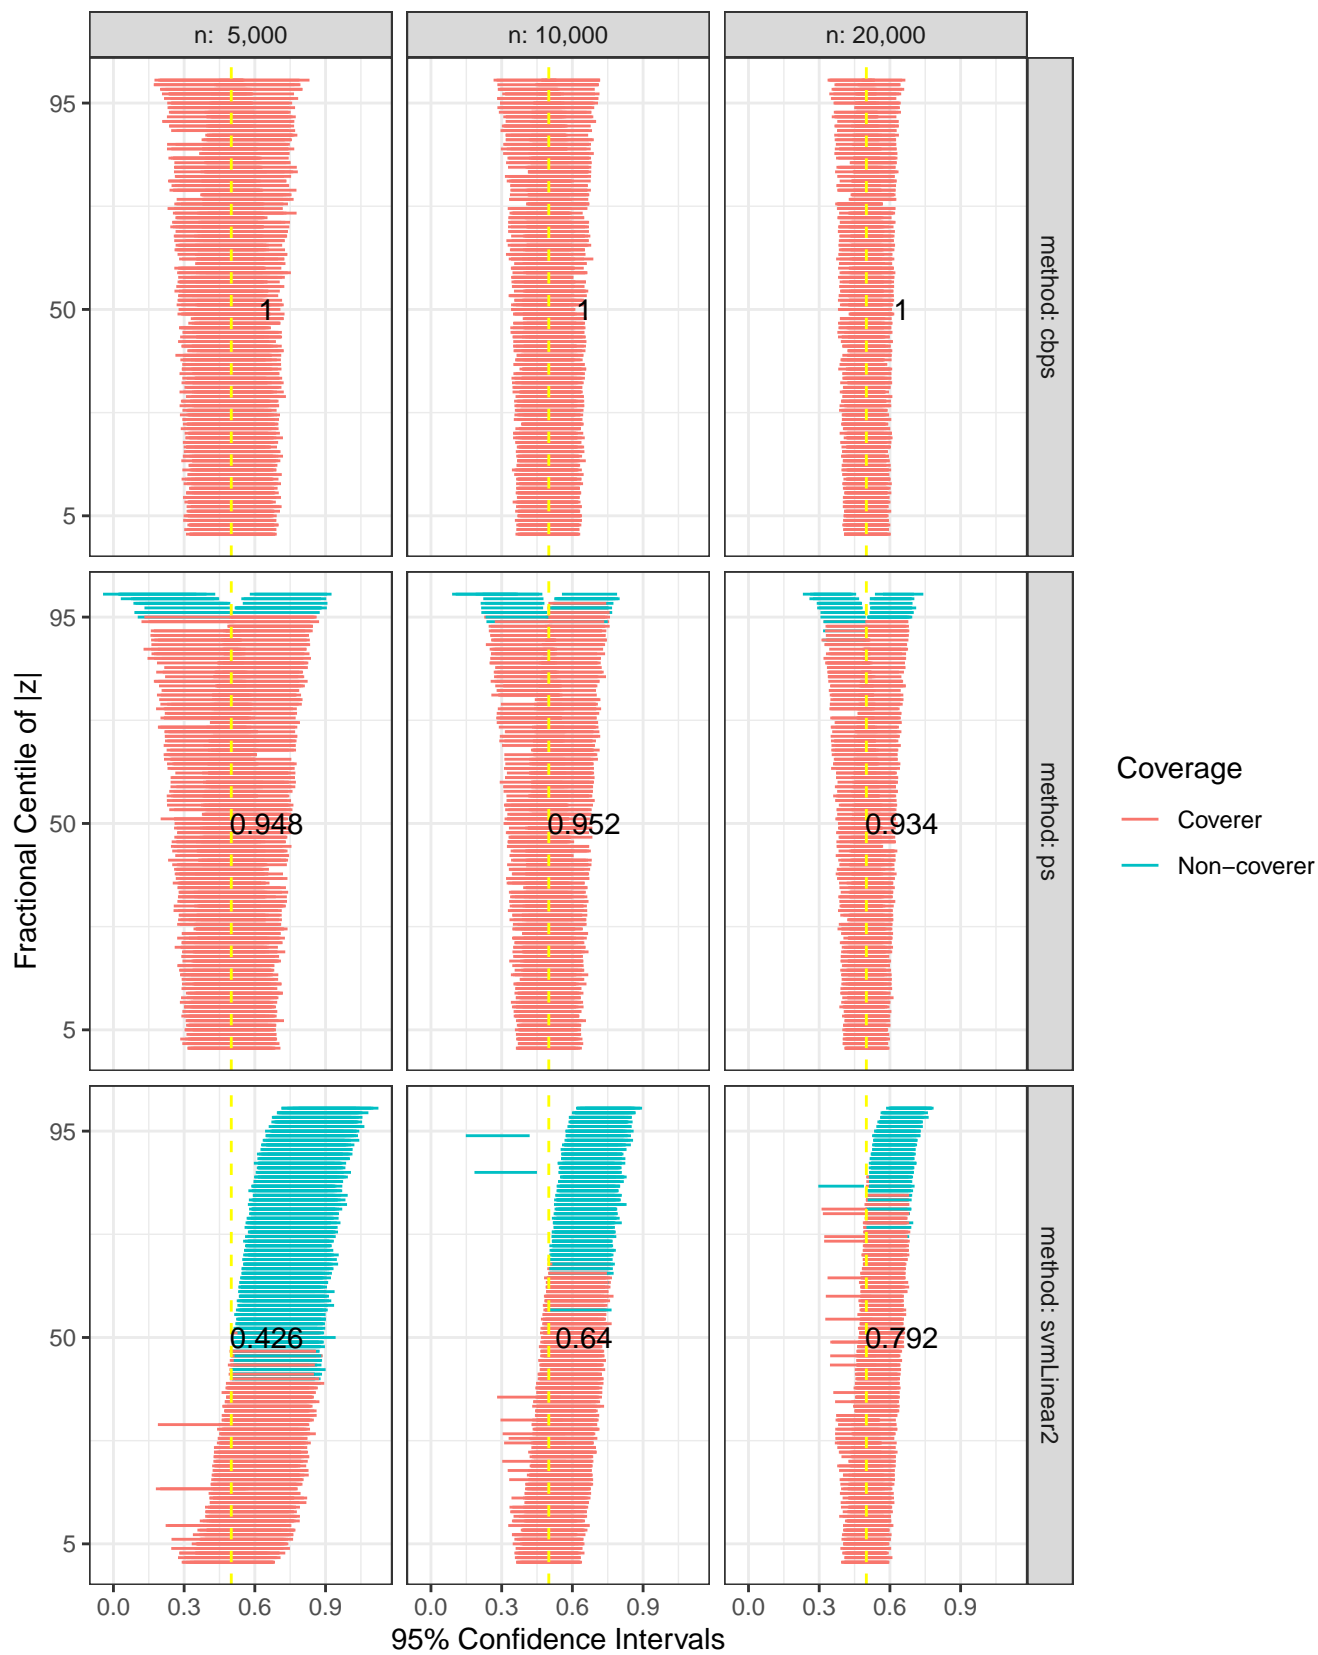 n:  5,000
n: 10,000
n: 20,000
95
50
5
1
1
1
method: cbps
95
50
5
0.948
0.952
0.934
method: ps
95
50
5
0.426
0.64
0.792
method: svmLinear2
0.0 0.3 0.6 0.9
0.0 0.3 0.6 0.9
0.0 0.3 0.6 0.9
95% Confidence Intervals
Fractional Centile of |z|
Coverage
Coverer
Non−coverer